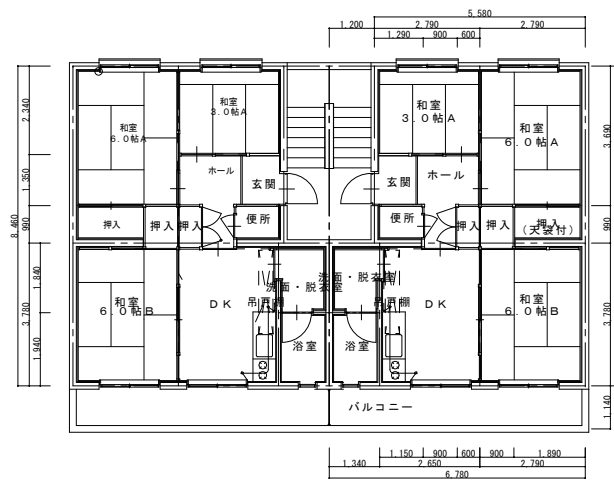 5.580
1.200 2.790 2.790
1.290 900 600
2.340
1.350
990
8.460
1.840
3.780
1.940
和室
6.0帖A
和室
3.0帖A
和室
3.0帖A
和室
6.0帖A
3.690
ホール
玄関
玄関
ホール
押入
押入
押入
便所
便所
押入
押入
押入
(天袋付)
990
洗面・脱衣室
洗面・脱衣室
和室
6.0帖B
DK
吊戸棚
吊戸棚
DK
和室
6.0帖B
3.780
浴室
浴室
バルコニー
1.140
1.150 900 600 900 1.890
1.340 2.650 2.790
6.780